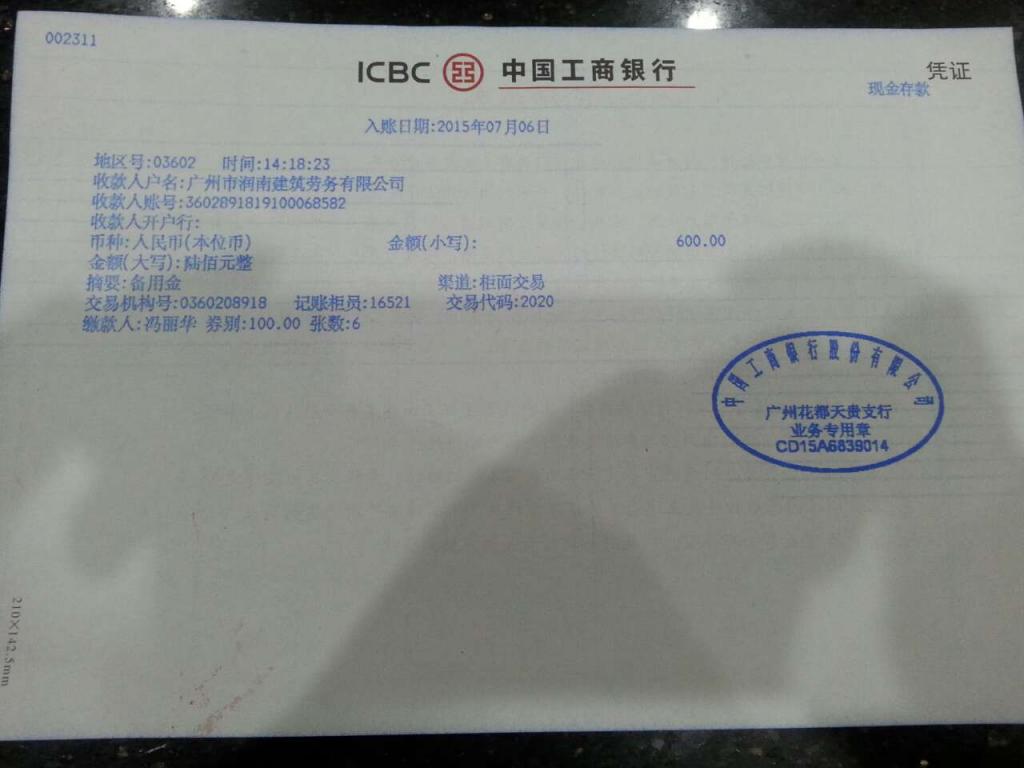 002311
ICBC 中国工商银行
凭证
现金存款
入账日期:2015年07月06日
地区号:03602 时间:14:18:23
收款人户名:广州市润南建筑劳务有限公司
收款人账号:3602891819100068582
收款人开户行:
币种:人民币(本位币) 金额(小写): 600.00
金额(大写):陆佰元整
摘要:备用金 渠道:柜面交易
交易机构号:0360208918 记账柜员:16521 交易代码:2020
缴款人:冯丽华 券别:100.00 张数:6
中国工商银行股份有限公司
广州花都天贵支行
业务专用章
CD15A6839014
210×142.5mm